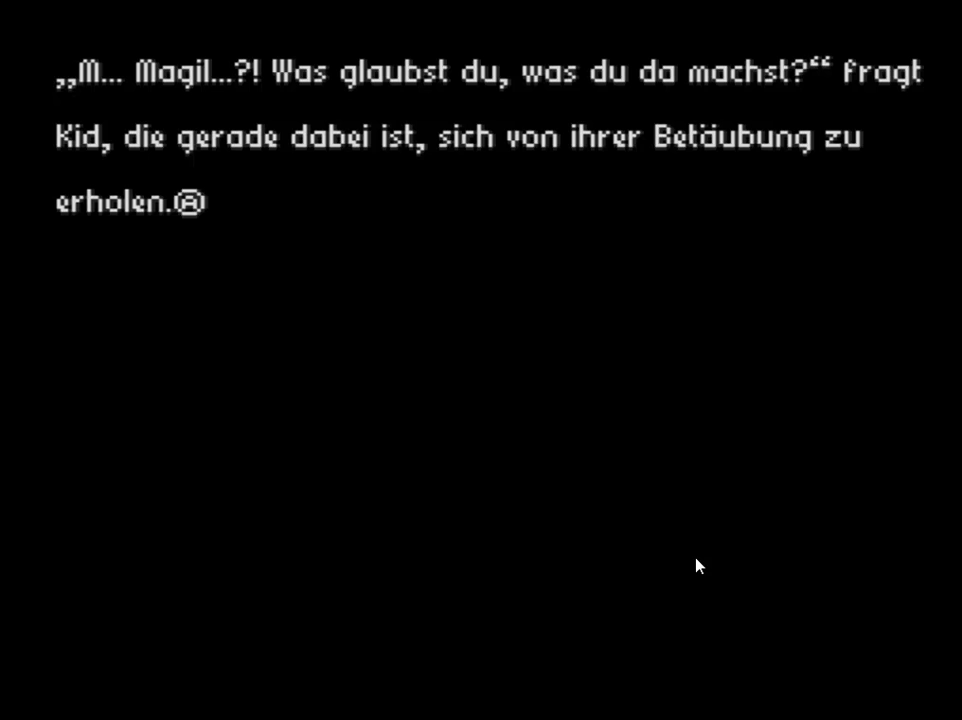 „M... Magil...?! Was glaubst du, was du da machst?“ fragt
Kid, die gerade dabei ist, sich von ihrer Betäubung zu
erholen.Ⓐ